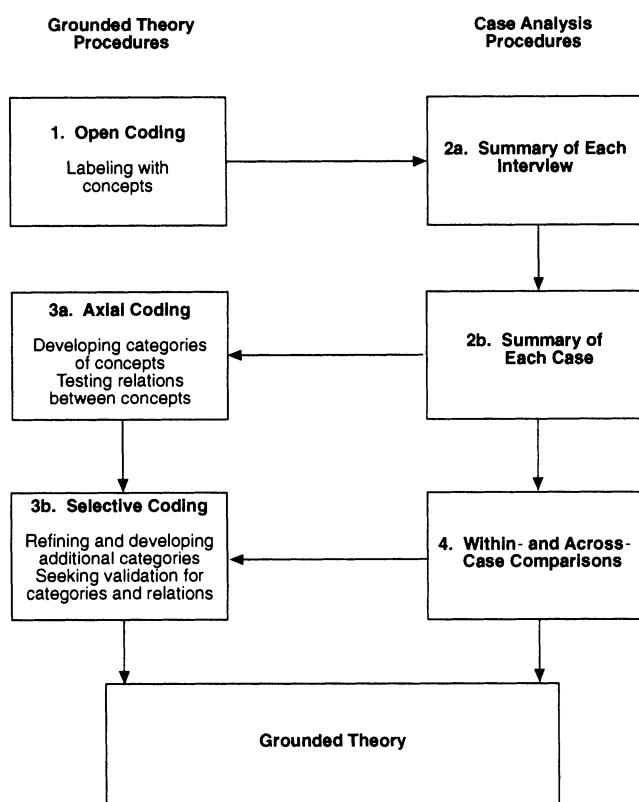 Grounded Theory
Procedures
Case Analysis
Procedures
1. Open Coding
Labeling with
concepts
2a. Summary of Each
Interview
3a. Axial Coding
Developing categories
of concepts
Testing relations
between concepts
2b. Summary of
Each Case
3b. Selective Coding
Refining and developing
additional categories
Seeking validation for
categories and relations
4. Within- and Across-
Case Comparisons
Grounded Theory